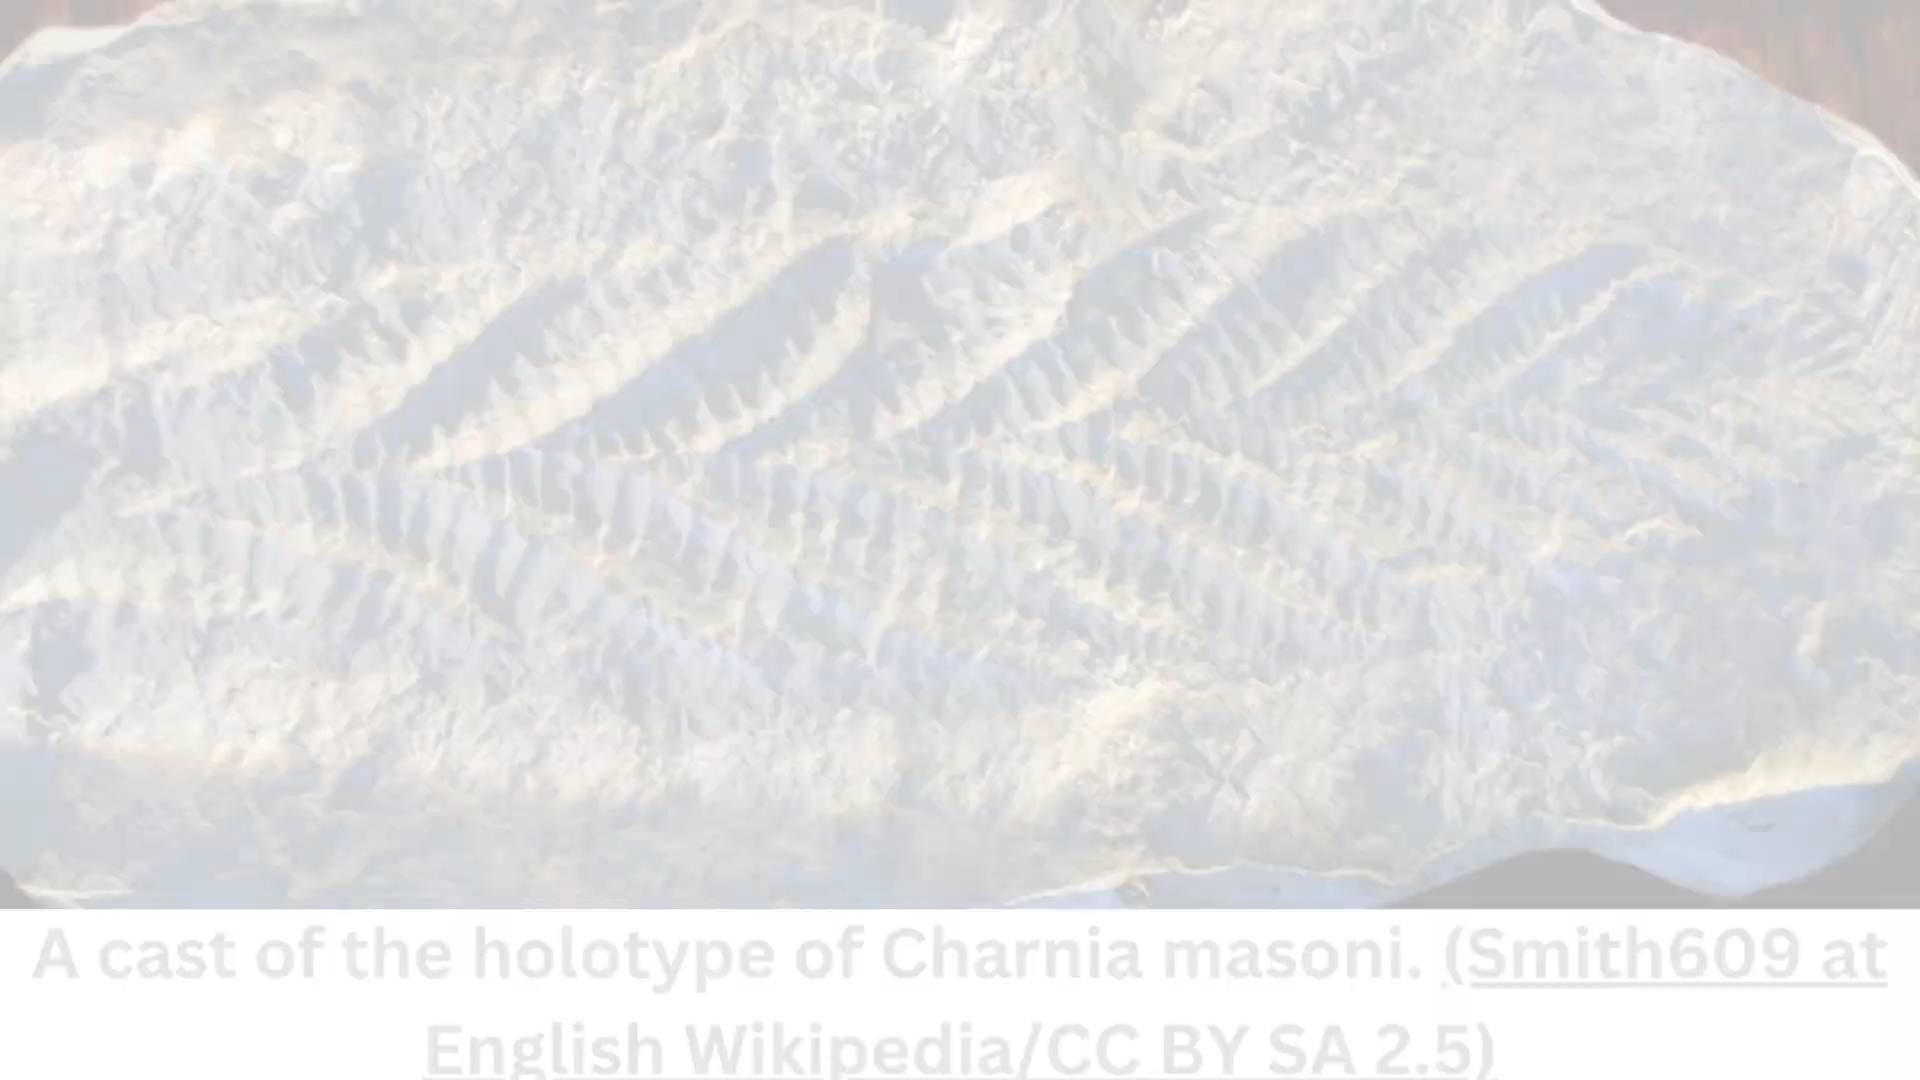 A cast of the holotype of Charnia masoni. (Smith609 at
English Wikipedia/CC BY SA 2.5)